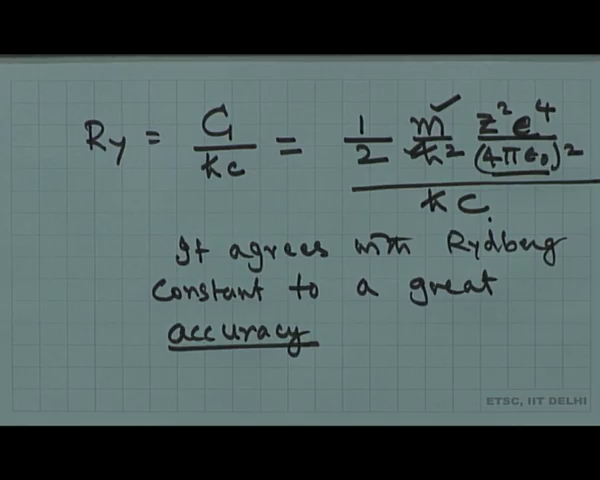 Ry = C₁/ħc = 1/2 m/ħ² z²e⁴/(4πϵ₀)² / ħc.
It agrees with Rydberg
constant to a great
accuracy
ETSC, IIT DELHI